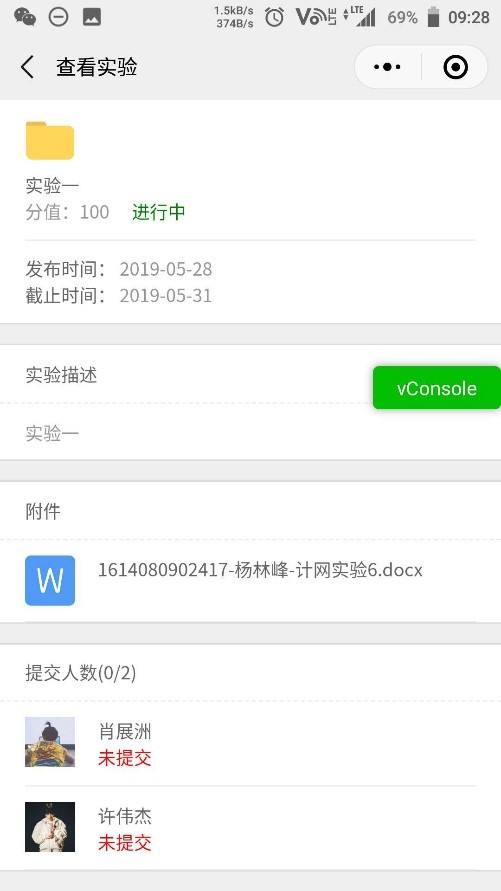 1.5kB/s
374B/s
VoLTE
LTE
69%
09:28
查看实验
实验一
分值：100 进行中
发布时间： 2019-05-28
截止时间： 2019-05-31
实验描述
vConsole
实验一
附件
W
1614080902417-杨林峰-计网实验6.docx
提交人数(0/2)
肖展洲
未提交
许伟杰
未提交